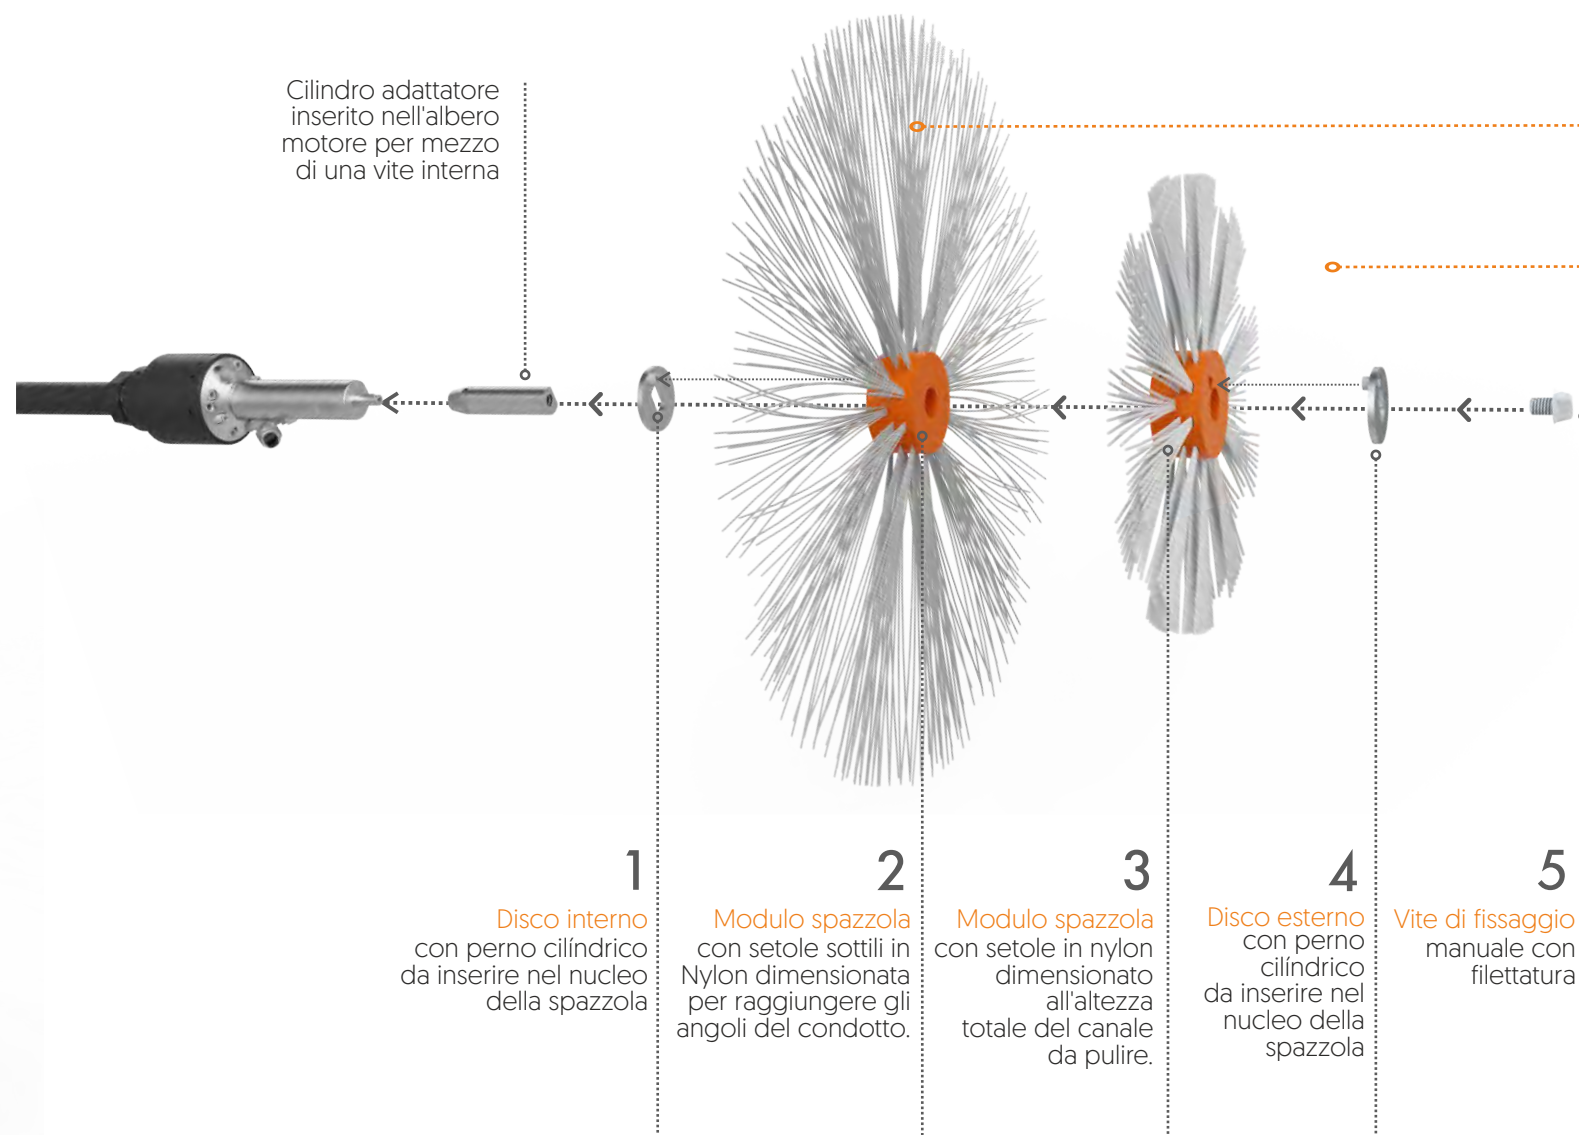 Cilindro adattatore
inserito nell'albero
motore per mezzo
di una vite interna
1
Disco interno
con perno cilíndrico
da inserire nel nucleo
della spazzola
2
Modulo spazzola
con setole sottili in
Nylon dimensionata
per raggiungere gli
angoli del condotto.
3
Modulo spazzola
con setole in nylon
dimensionato
all'altezza
totale del canale
da pulire.
4
Disco esterno
con perno
cilíndrico
da inserire nel
nucleo della
spazzola
5
Vite di fissaggio
manuale con
filettatura